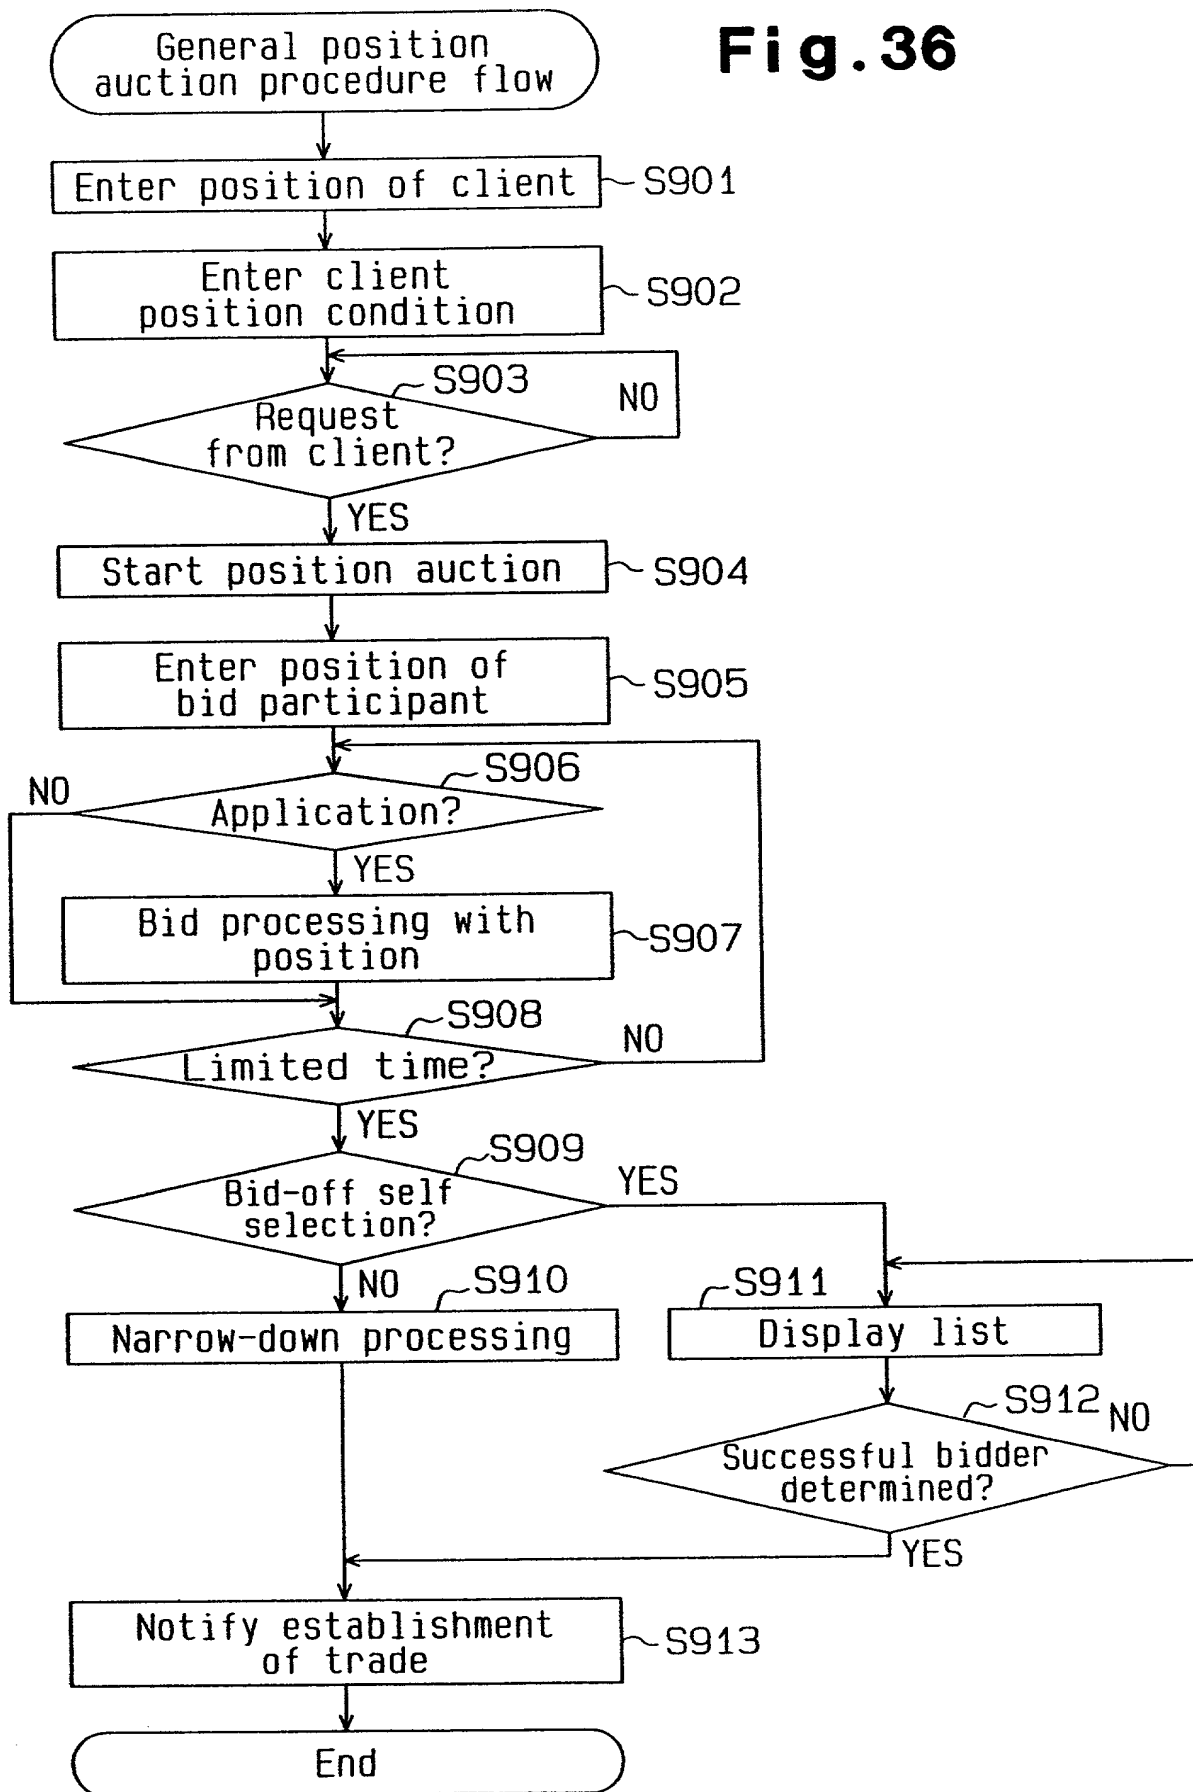 General position
auction procedure flow
Fig.36
Enter position of client
S901
Enter client
position condition
S902
S903
Request
from client?
NO
YES
Start position auction
S904
Enter position of
bid participant
S905
S906
NO
Application?
YES
Bid processing with
position
S907
S908
Limited time?
NO
YES
S909
Bid-off self
selection?
YES
NO
S910
Narrow-down processing
S911
Display list
S912
NO
Successful bidder
determined?
YES
Notify establishment
of trade
S913
End